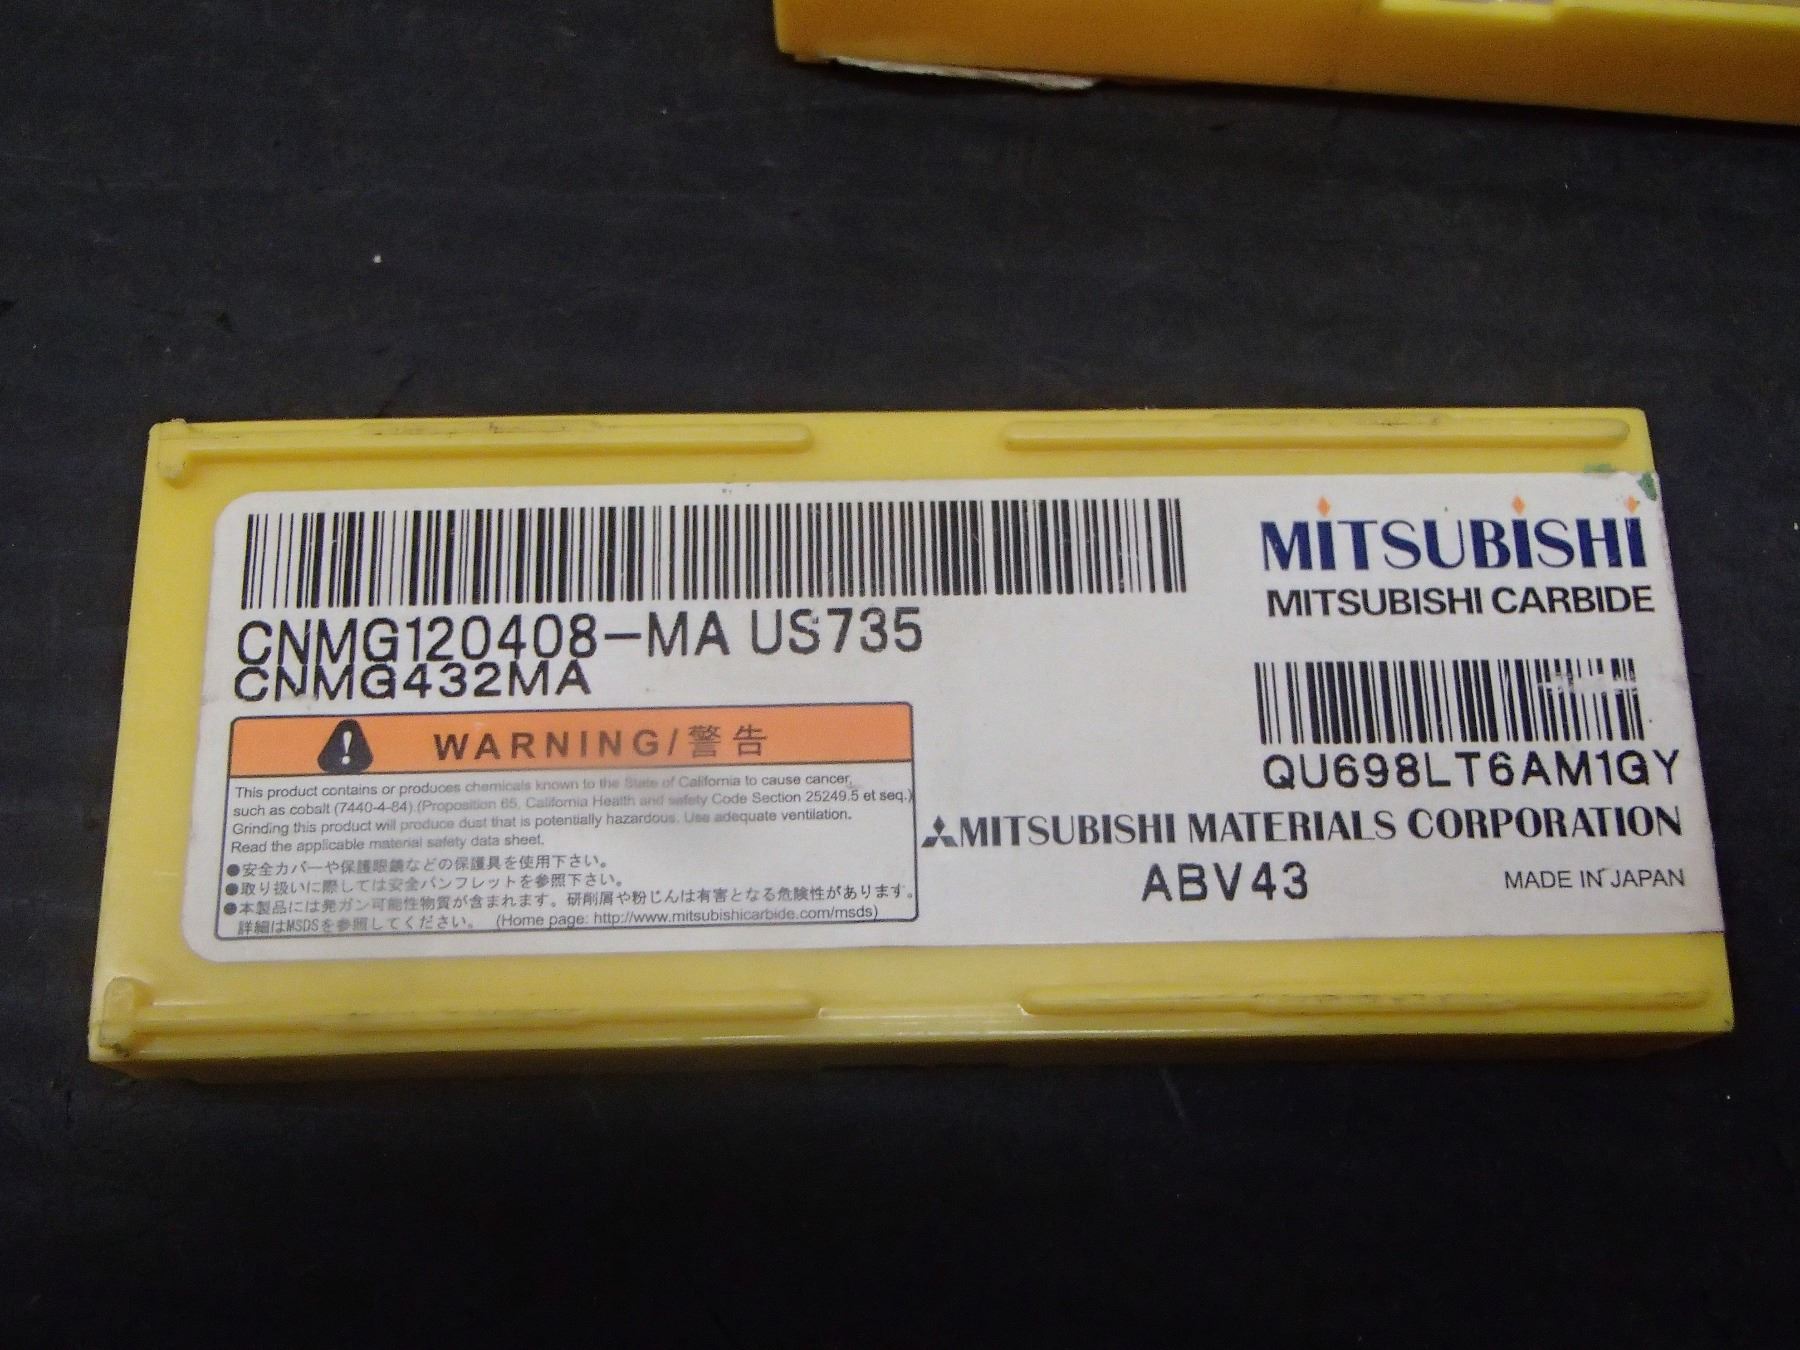 CNMG120408-MA US735
CNMG432MA
WARNING/警告
This product contains or produces chemicals known to the State of California to cause cancer,
such as cobalt (7440-4-84).(Proposition 65, California Health and safety Code Section 25249.5 et seq.)
Grinding this product will produce dust that is potentially hazardous. Use adequate ventilation.
Read the applicable material safety data sheet.
●安全カバーや保護眼鏡などの保護具を使用下さい。
●取り扱いに際しては安全パンフレットを参照下さい。
●本製品には発ガン可能性物質が含まれます。研削屑や粉じんは有害となる危険性があります。
詳細はMSDSを参照してください。 (Home page: http://www.mitsubishicarbide.com/msds)
MITSUBISHI
MITSUBISHI CARBIDE
QU698LT6AM1GY
MITSUBISHI MATERIALS CORPORATION
ABV43
MADE IN JAPAN